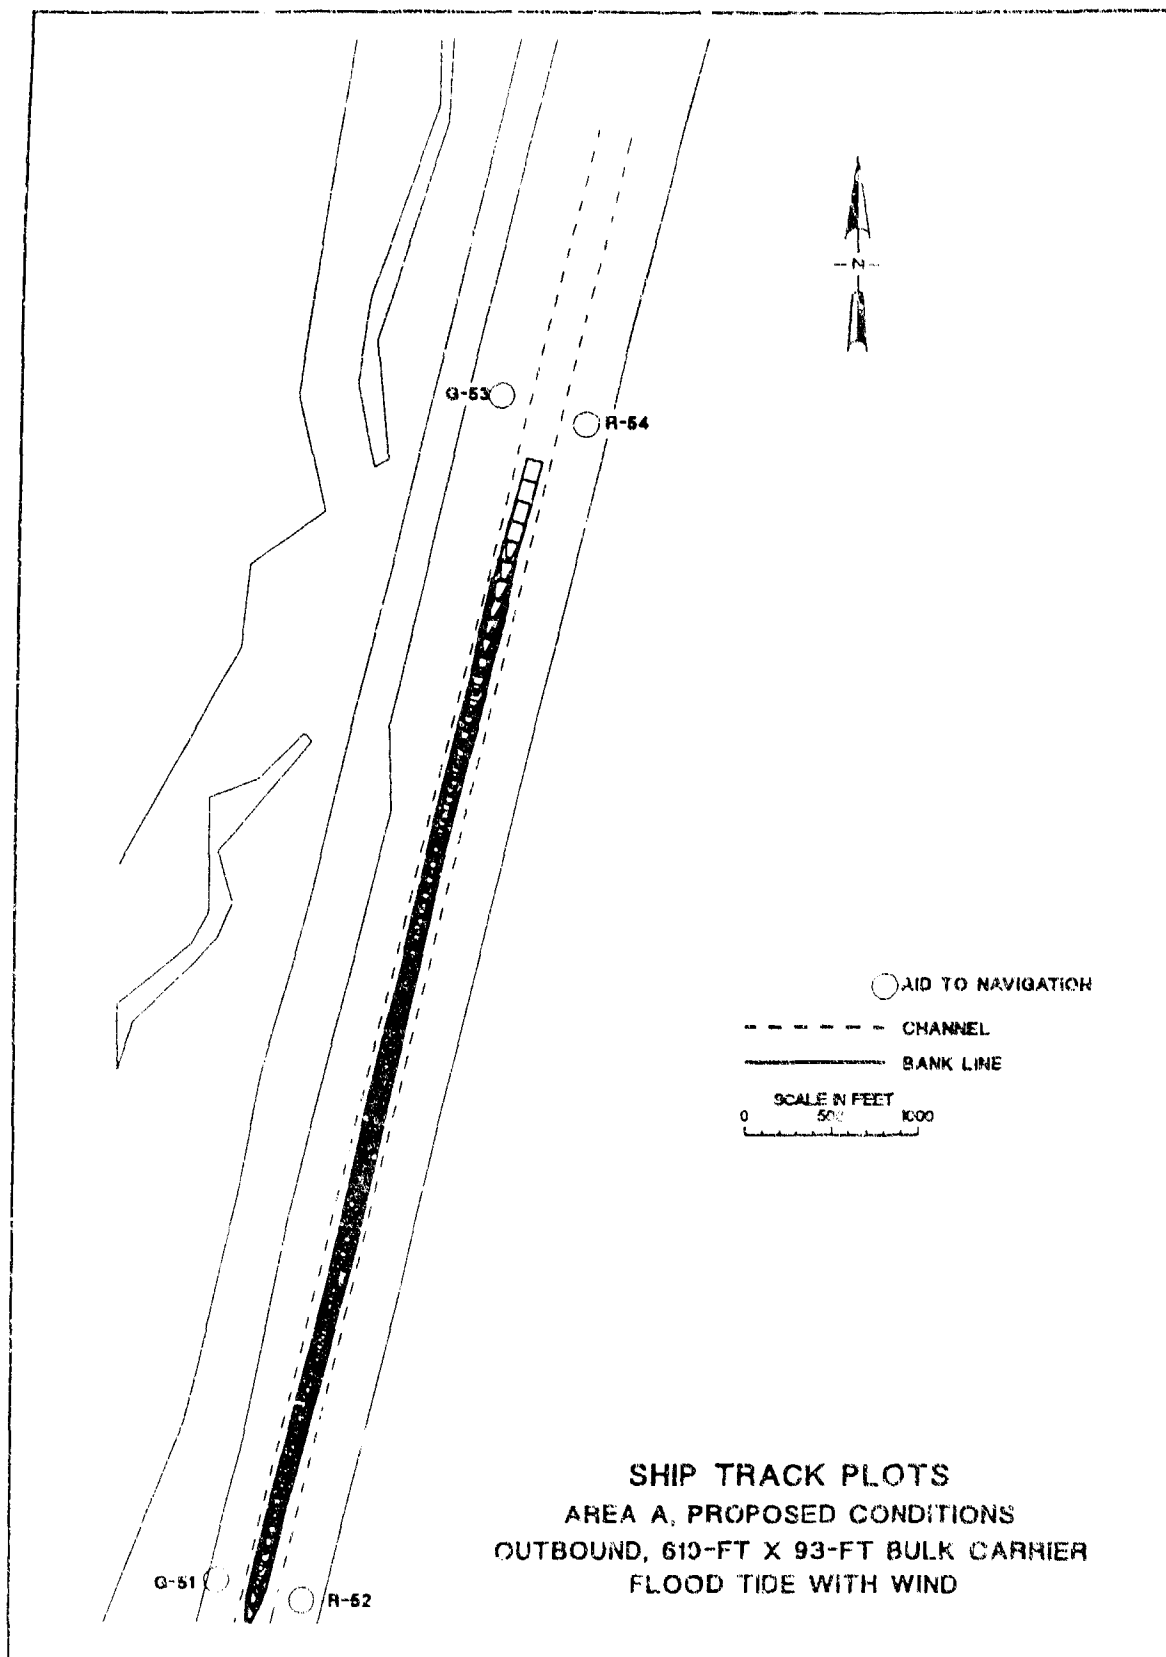 N
G-53
R-54
AID TO NAVIGATION
CHANNEL
BANK LINE
SCALE IN FEET
0 500 1000
SHIP TRACK PLOTS
AREA A, PROPOSED CONDITIONS
OUTBOUND, 610-FT X 93-FT BULK CARRIER
FLOOD TIDE WITH WIND
G-51
R-52